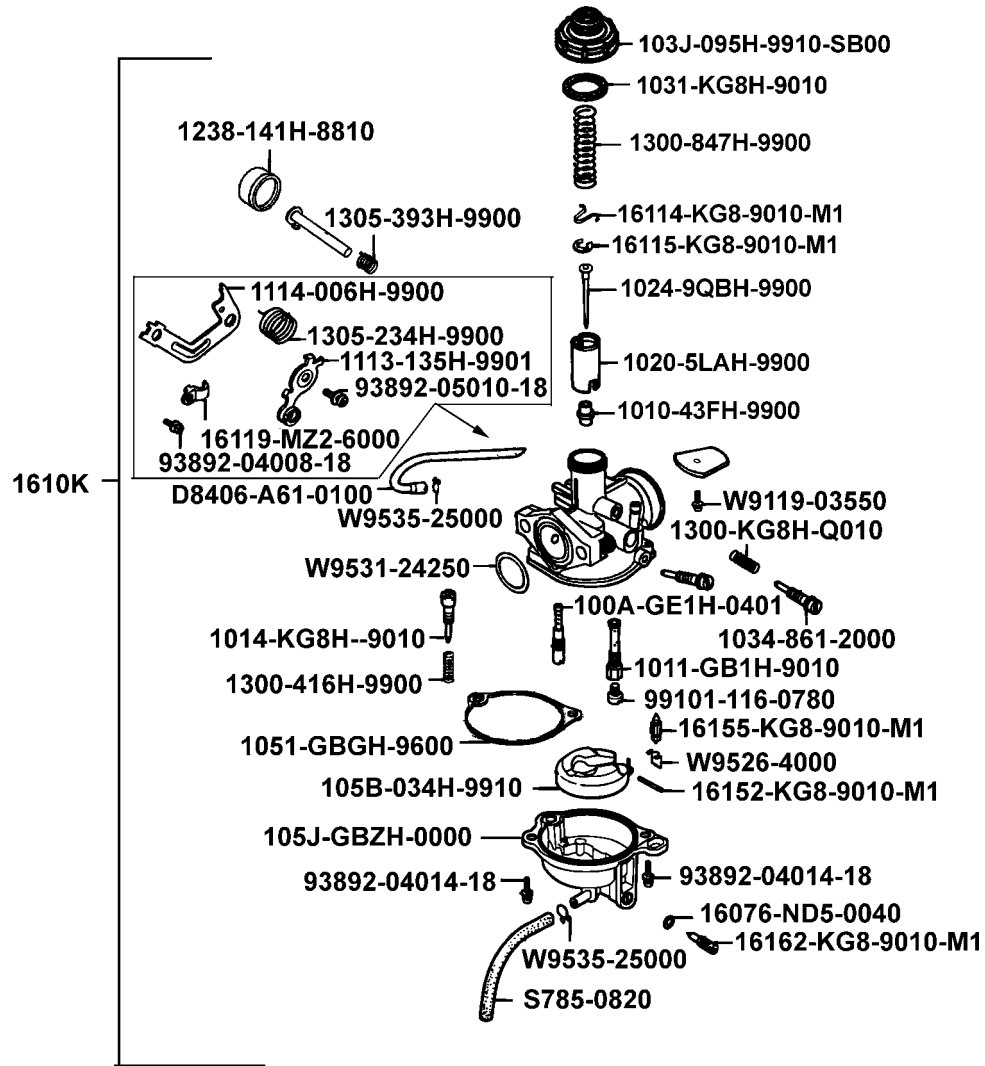 103J-095H-9910-SB00
1031-KG8H-9010
1238-141H-8810
1300-847H-9900
1305-393H-9900
16114-KG8-9010-M1
16115-KG8-9010-M1
1114-006H-9900
1024-9QBH-9900
1305-234H-9900
1113-135H-9901
1020-5LAH-9900
93892-05010-18
1010-43FH-9900
16119-MZ2-6000
93892-04008-18
1610K
D8406-A61-0100
W9119-03550
W9535-25000
1300-KG8H-Q010
W9531-24250
100A-GE1H-0401
1014-KG8H--9010
1034-861-2000
1011-GB1H-9010
1300-416H-9900
99101-116-0780
16155-KG8-9010-M1
1051-GBGH-9600
W9526-4000
105B-034H-9910
16152-KG8-9010-M1
105J-GBZH-0000
93892-04014-18
93892-04014-18
16076-ND5-0040
16162-KG8-9010-M1
W9535-25000
S785-0820